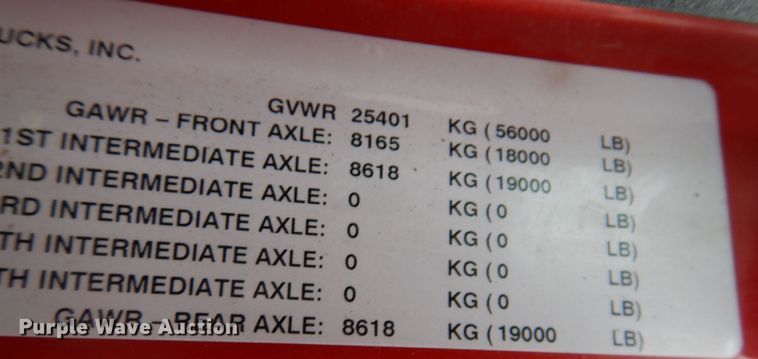 UCKS, INC.
GVWR 25401 KG ( 56000 LB)
GAWR – FRONT AXLE: 8165 KG ( 18000 LB)
1ST INTERMEDIATE AXLE: 8618 KG ( 19000 LB)
2ND INTERMEDIATE AXLE: 0 KG ( 0 LB)
RD INTERMEDIATE AXLE: 0 KG ( 0 LB)
TH INTERMEDIATE AXLE: 0 KG ( 0 LB)
TH INTERMEDIATE AXLE: 0 KG ( 0 LB)
GAWR – REAR AXLE: 8618 KG ( 19000 LB)
Purple Wave Auction